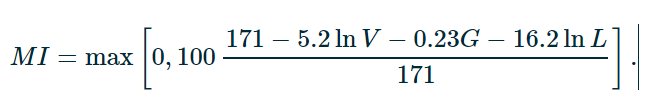 MI = max [0, 100 (171 − 5.2 ln V − 0.23G − 16.2 ln L) / 171].